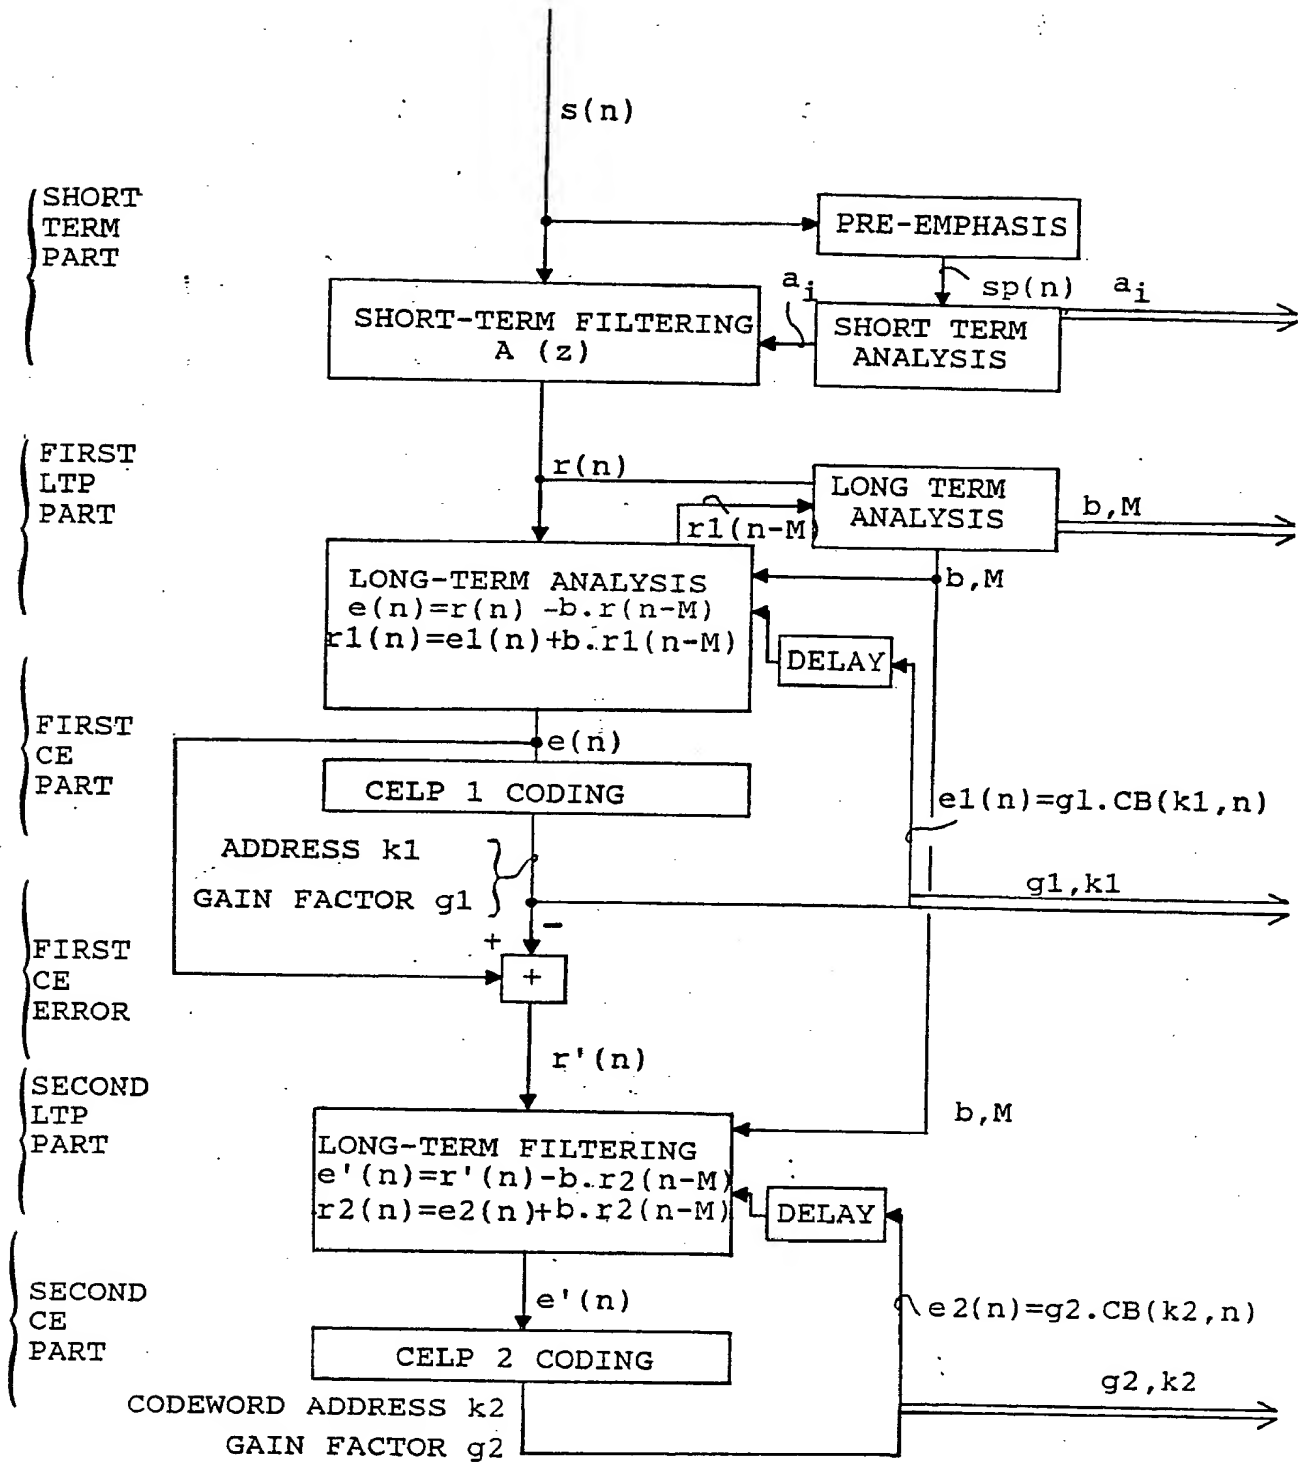 s(n)
SHORT
TERM
PART
PRE-EMPHASIS
sp(n)
ai
ai
SHORT-TERM FILTERING
A (z)
SHORT TERM
ANALYSIS
FIRST
LTP
PART
r(n)
LONG TERM
ANALYSIS
b,M
r1(n-M)
LONG-TERM ANALYSIS
e(n)=r(n) -b.r(n-M)
r1(n)=e1(n)+b.r1(n-M)
b,M
DELAY
FIRST
CE
PART
e(n)
CELP 1 CODING
e1(n)=g1.CB(k1,n)
ADDRESS k1
GAIN FACTOR g1
g1,k1
FIRST
CE
ERROR
+
-
+
r'(n)
SECOND
LTP
PART
b,M
LONG-TERM FILTERING
e'(n)=r'(n)-b.r2(n-M)
r2(n)=e2(n)+b.r2(n-M)
DELAY
SECOND
CE
PART
e'(n)
e2(n)=g2.CB(k2,n)
CELP 2 CODING
g2,k2
CODEWORD ADDRESS k2
GAIN FACTOR g2